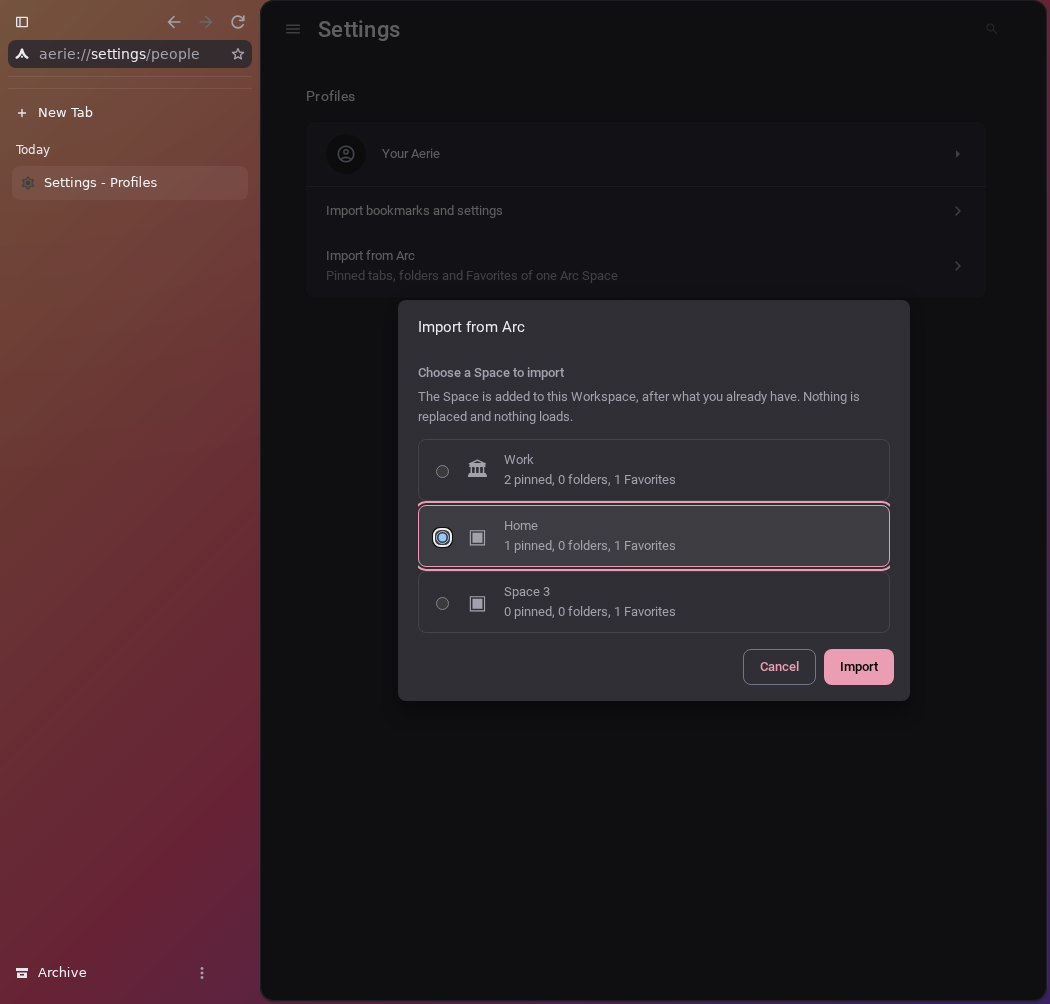 aerie://settings/people
New Tab
Today
Settings - Profiles
Archive
Settings
Profiles
Your Aerie
Import bookmarks and settings
Import from Arc
Pinned tabs, folders and Favorites of one Arc Space
Import from Arc
Choose a Space to import
The Space is added to this Workspace, after what you already have. Nothing is
replaced and nothing loads.
Work
2 pinned, 0 folders, 1 Favorites
Home
1 pinned, 0 folders, 1 Favorites
Space 3
0 pinned, 0 folders, 1 Favorites
Cancel
Import